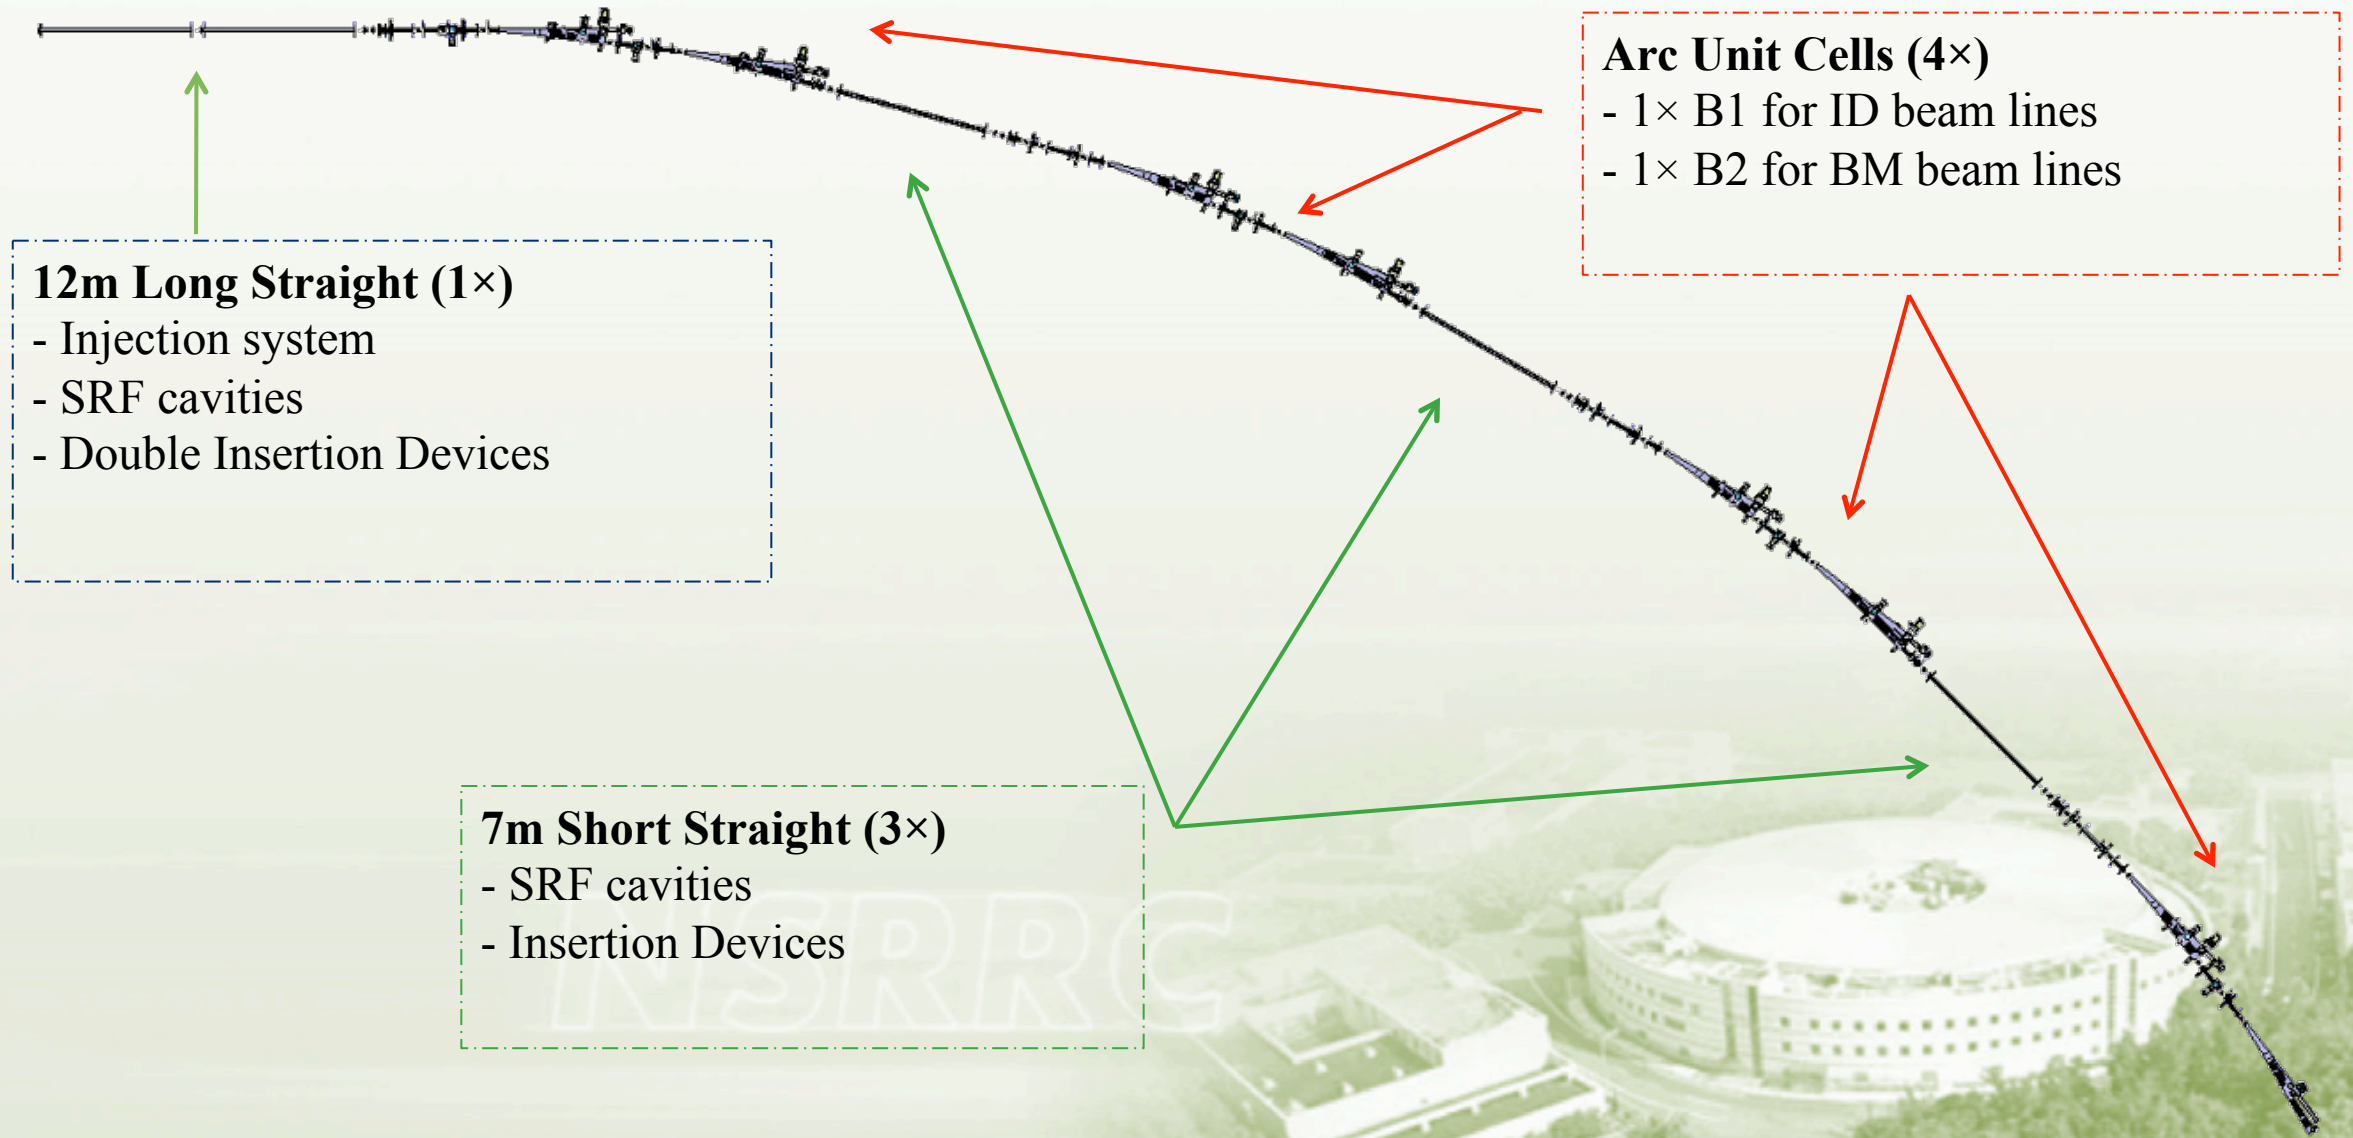 Arc Unit Cells (4×)
- 1× B1 for ID beam lines
- 1× B2 for BM beam lines
12m Long Straight (1×)
- Injection system
- SRF cavities
- Double Insertion Devices
7m Short Straight (3×)
- SRF cavities
- Insertion Devices
NSRRC